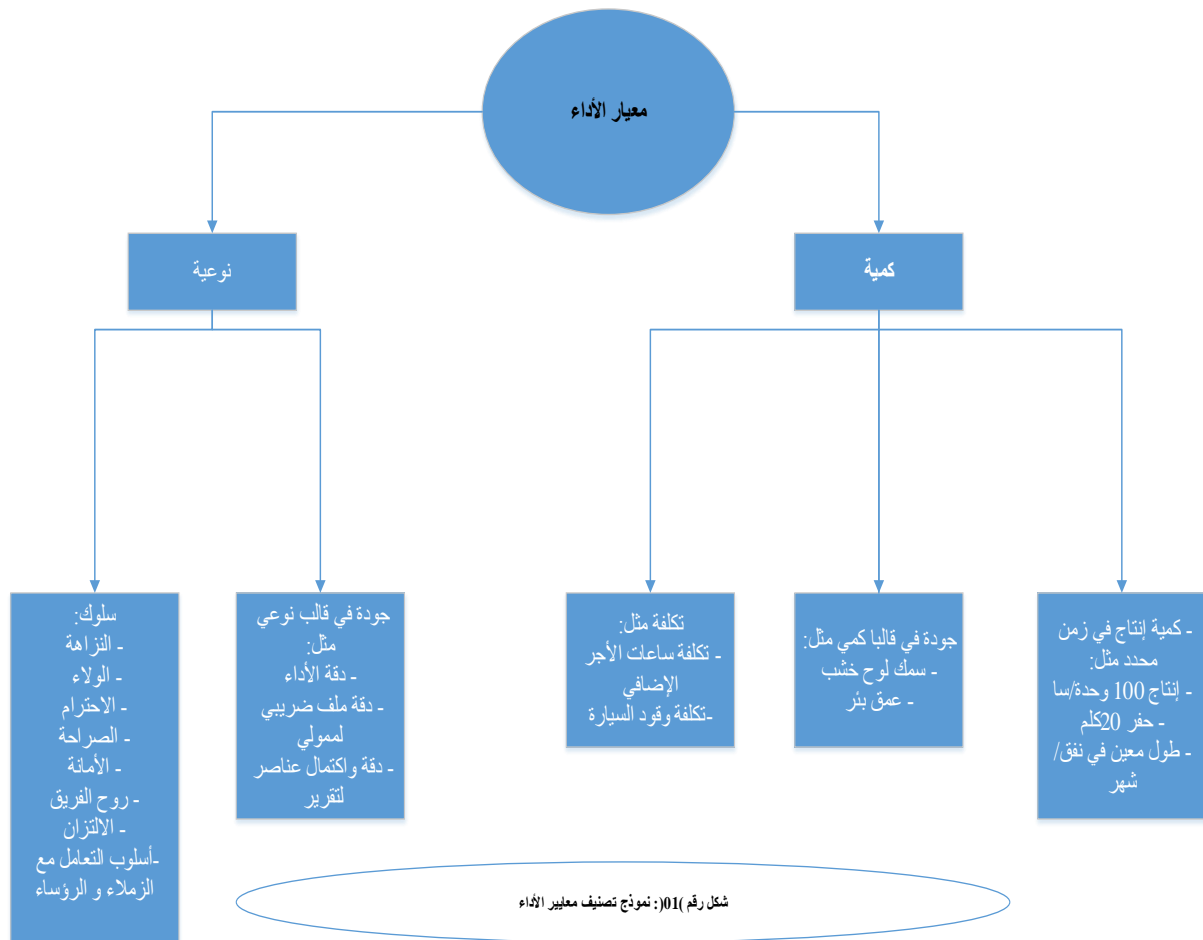 معيار الأداء
كمية
نوعية
- كمية إنتاج في زمن
محدد مثل:
- إنتاج 100 وحدة/سا
- حفر 20كلم
- طول معين في نفق/
شهر
جودة في قالبا كمي مثل:
- سمك لوح خشب
- عمق بئر
تكلفة مثل:
- تكلفة ساعات الأجر
الإضافي
-تكلفة وقود السيارة
جودة في قالب نوعي
مثل:
- دقة الأداء
- دقة ملف ضريبي
لممولي
- دقة واكتمال عناصر
لتقرير
سلوك:
- النزاهة
- الولاء
- الاحترام
- الصراحة
- الأمانة
- روح الفريق
- الالتزان
-أسلوب التعامل مع
الزملاء و الرؤساء
شكل رقم )01(: نموذج تصنيف معايير الأداء